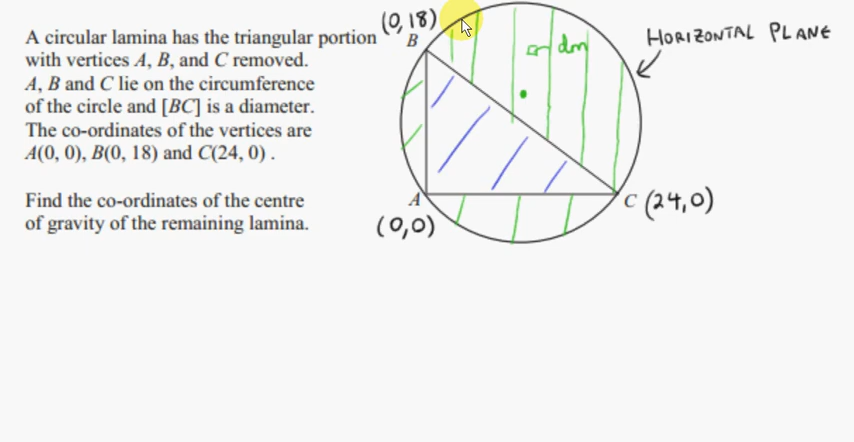 A circular lamina has the triangular portion
with vertices A, B, and C removed.
A, B and C lie on the circumference
of the circle and [BC] is a diameter.
The co-ordinates of the vertices are
A(0, 0), B(0, 18) and C(24, 0) .
Find the co-ordinates of the centre
of gravity of the remaining lamina.
(0,18)
B
dm
HORIZONTAL PLANE
A
(0,0)
C (24,0)